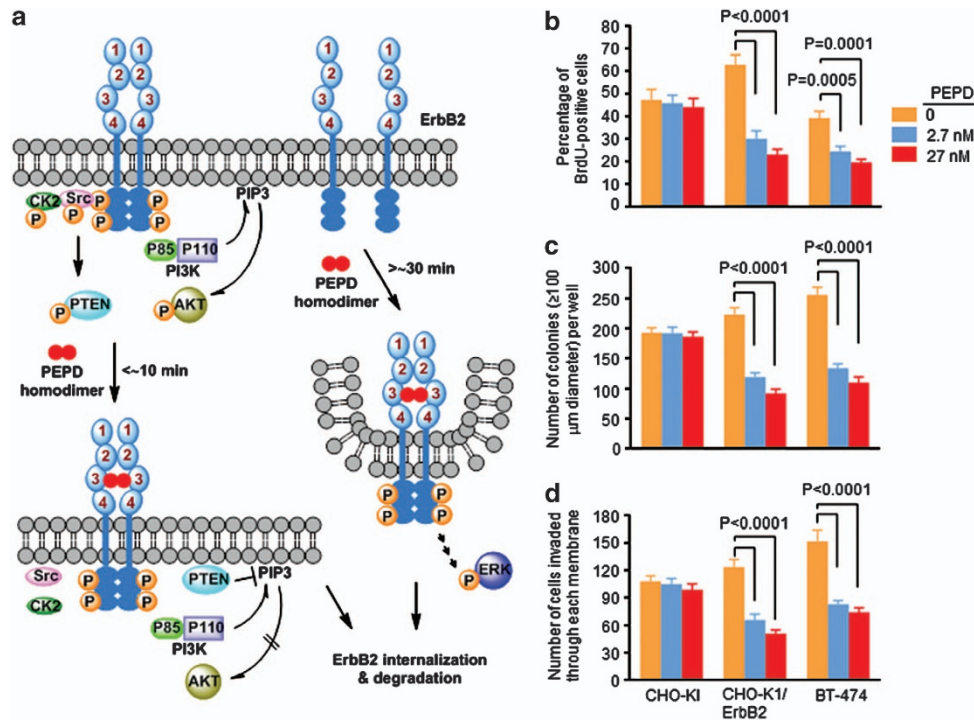 a
1 1
2 2
3 3
4 4
CK2 Src P P
P P P P
PTEN
P
PEPD
homodimer
<~10 min
PIP3
P85 P110
PI3K
AKT
P
1 1
2 2
3 3
4 4
ErbB2
PEPD
homodimer
>~30 min
1 1
2 2
3 3
4 4
P P
P P
P ERK
1 1
2 2
3 3
4 4
Src
CK2
P P
P P
PTEN
PIP3
P85 P110
PI3K
AKT
ErbB2 internalization
& degradation
b
Percentage of
BrdU-positive cells
80
70
60
50
40
30
20
10
0
P<0.0001
P=0.0001
P=0.0005
PEPD
0
2.7 nM
27 nM
c
Number of colonies (≥100
µm diameter) per well
300
250
200
150
100
50
0
P<0.0001
P<0.0001
d
Number of cells invaded
through each membrane
180
150
120
90
60
30
0
P<0.0001
P<0.0001
CHO-KI
CHO-K1/
ErbB2
BT-474